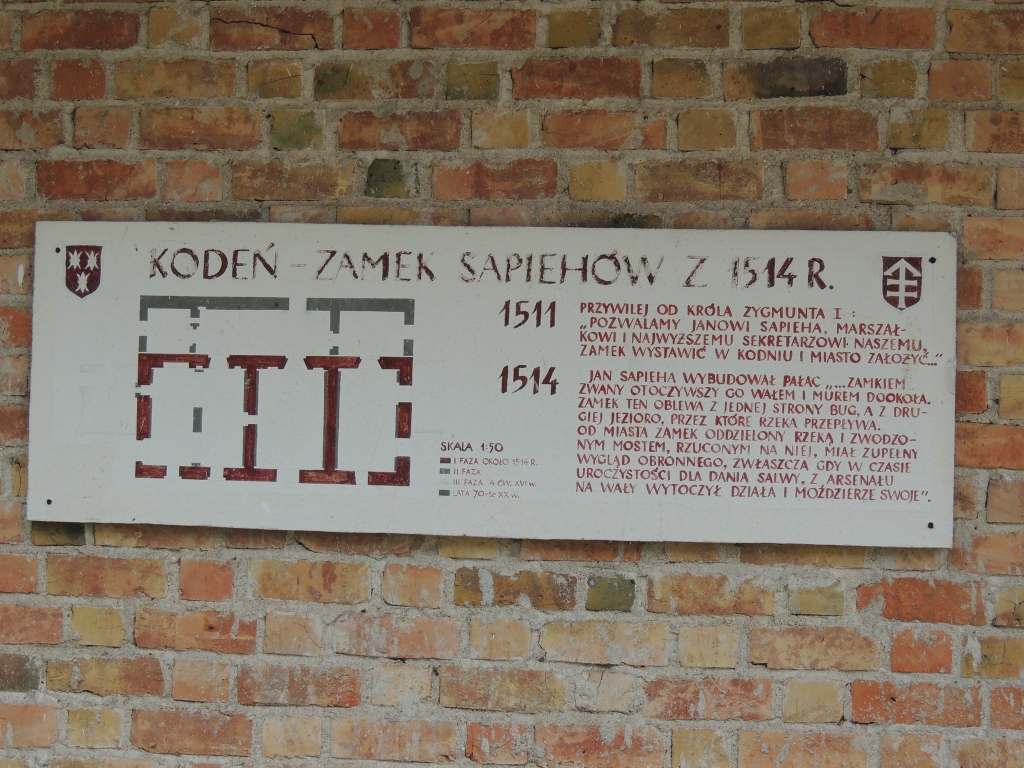 KODEŃ - ZAMEK SAPIEHÓW Z 1514 R.
1511 PRZYWILEJ OD KRÓLA ZYGMUNTA I :
„POZWALAMY JANOWI SAPIEHA, MARSZAŁ-
KOWI I NAJWYŻSZEMU SEKRETARZOWI NASZEMU,
ZAMEK WYSTAWIĆ W KODNIU I MIASTO ZAŁOŻYĆ..."
1514 JAN SAPIEHA WYBUDOWAŁ PAŁAC „...ZAMKIEM
ZWANY OTOCZYWSZY GO WAŁEM I MUREM DOOKOŁA.
ZAMEK TEN OBLEWA Z JEDNEJ STRONY BUG, A Z DRU-
GIEJ JEZIORO, PRZEZ KTÓRE RZEKA PRZEPŁYWA.
OD MIASTA ZAMEK ODDZIELONY RZEKĄ I ZWODZO-
NYM MOSTEM, RZUCONYM NA NIEJ, MIAŁ ZUPEŁNY
WYGLĄD OBRONNEGO, ZWŁASZCZA GDY W CZASIE
UROCZYSTOŚCI DLA DANIA SALWY, Z ARSENAŁU
NA WAŁY WYTOCZYŁ DZIAŁA I MOŹDZIERZE SWOJE".
SKALA 1:50
I FAZA OKOŁO 1514 R.
II FAZA
III FAZA 4 ĆW. XVI w.
LATA 70-te XX w.